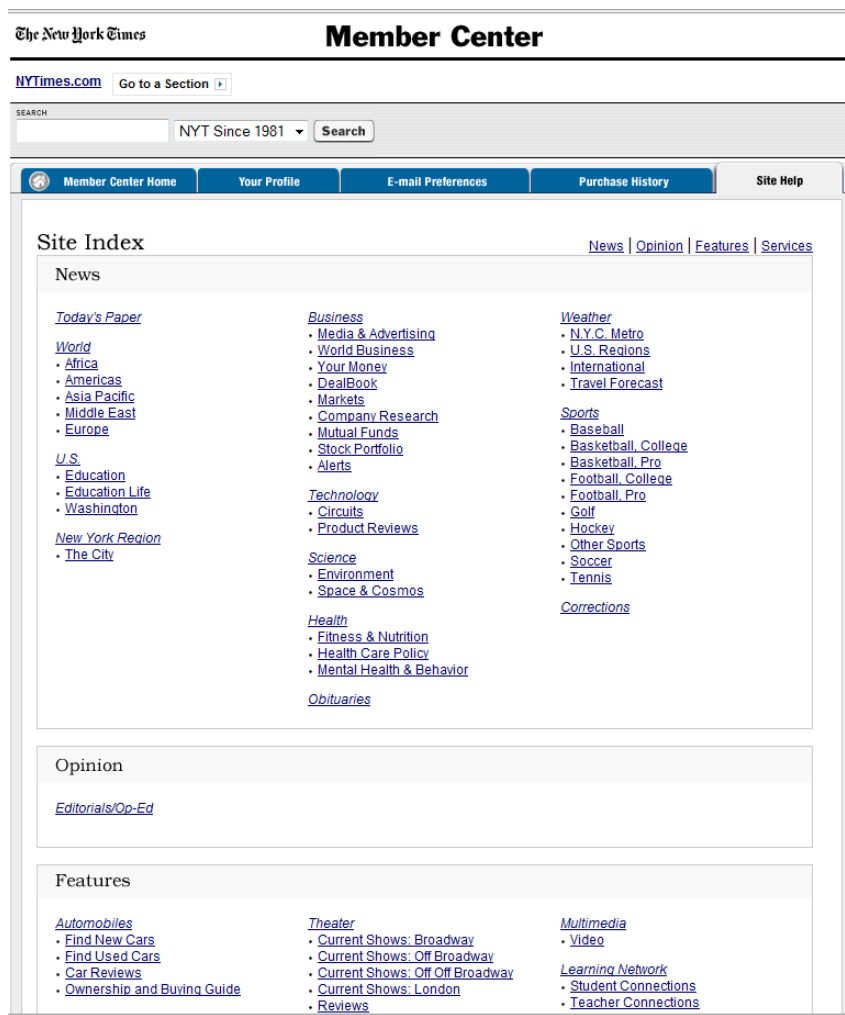 The New York Times
Member Center
NYTimes.com
Go to a Section
SEARCH
NYT Since 1981
Search
Member Center Home
Your Profile
E-mail Preferences
Purchase History
Site Help
Site Index
News | Opinion | Features | Services
News
Today's Paper
World
• Africa
• Americas
• Asia Pacific
• Middle East
• Europe
U.S.
• Education
• Education Life
• Washington
New York Region
• The City
Business
• Media & Advertising
• World Business
• Your Money
• DealBook
• Markets
• Company Research
• Mutual Funds
• Stock Portfolio
• Alerts
Technology
• Circuits
• Product Reviews
Science
• Environment
• Space & Cosmos
Health
• Fitness & Nutrition
• Health Care Policy
• Mental Health & Behavior
Obituaries
Weather
• N.Y.C. Metro
• U.S. Regions
• International
• Travel Forecast
Sports
• Baseball
• Basketball, College
• Basketball, Pro
• Football, College
• Football, Pro
• Golf
• Hockey
• Other Sports
• Soccer
• Tennis
Corrections
Opinion
Editorials/Op-Ed
Features
Automobiles
• Find New Cars
• Find Used Cars
• Car Reviews
• Ownership and Buying Guide
Theater
• Current Shows: Broadway
• Current Shows: Off Broadway
• Current Shows: Off Off Broadway
• Current Shows: London
• Reviews
Multimedia
• Video
Learning Network
• Student Connections
• Teacher Connections